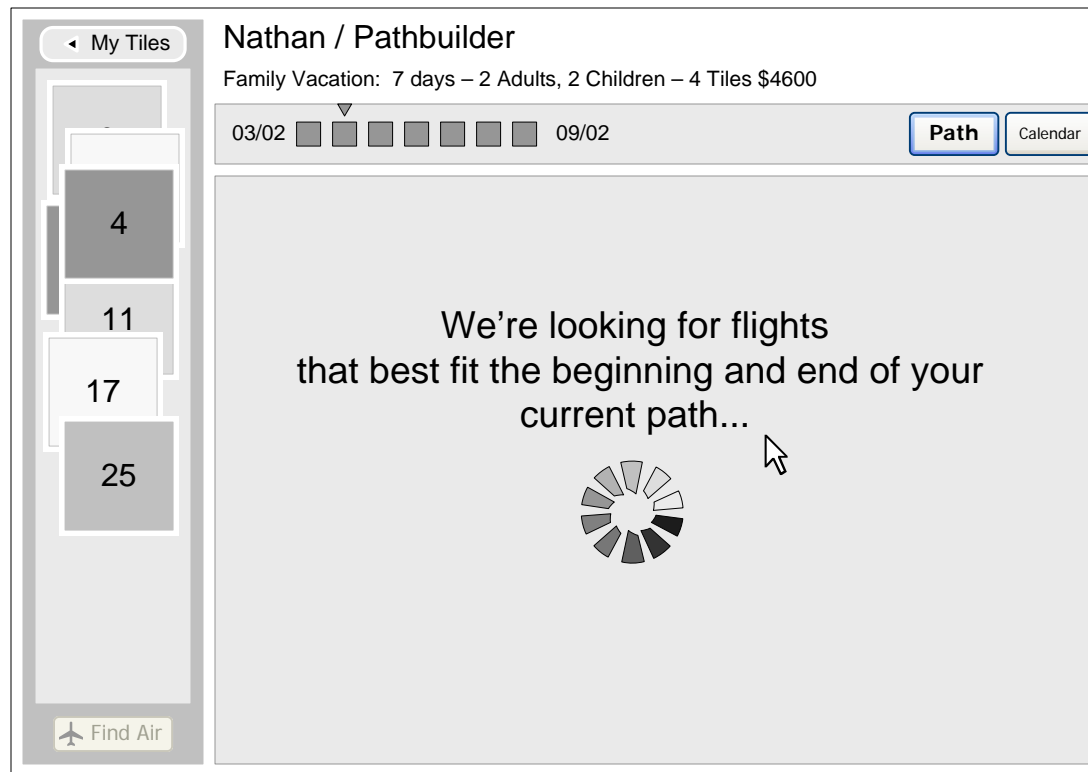 My Tiles
4
11
17
25
Find Air
Nathan / Pathbuilder
Family Vacation: 7 days – 2 Adults, 2 Children – 4 Tiles $4600
03/02 09/02 Path Calendar
We're looking for flights
that best fit the beginning and end of your
current path...